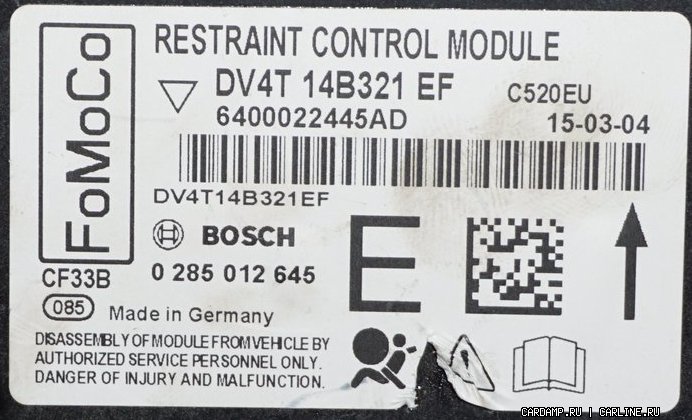 FoMoCo
RESTRAINT CONTROL MODULE
DV4T 14B321 EF
C520EU
6400022445AD
15-03-04
DV4T14B321EF
BOSCH
CF33B
0 285 012 645
E
085
Made in Germany
DISASSEMBLY OF MODULE FROM VEHICLE BY
AUTHORIZED SERVICE PERSONNEL ONLY.
DANGER OF INJURY AND MALFUNCTION.
CARDAMP.RU | CARLINE.RU